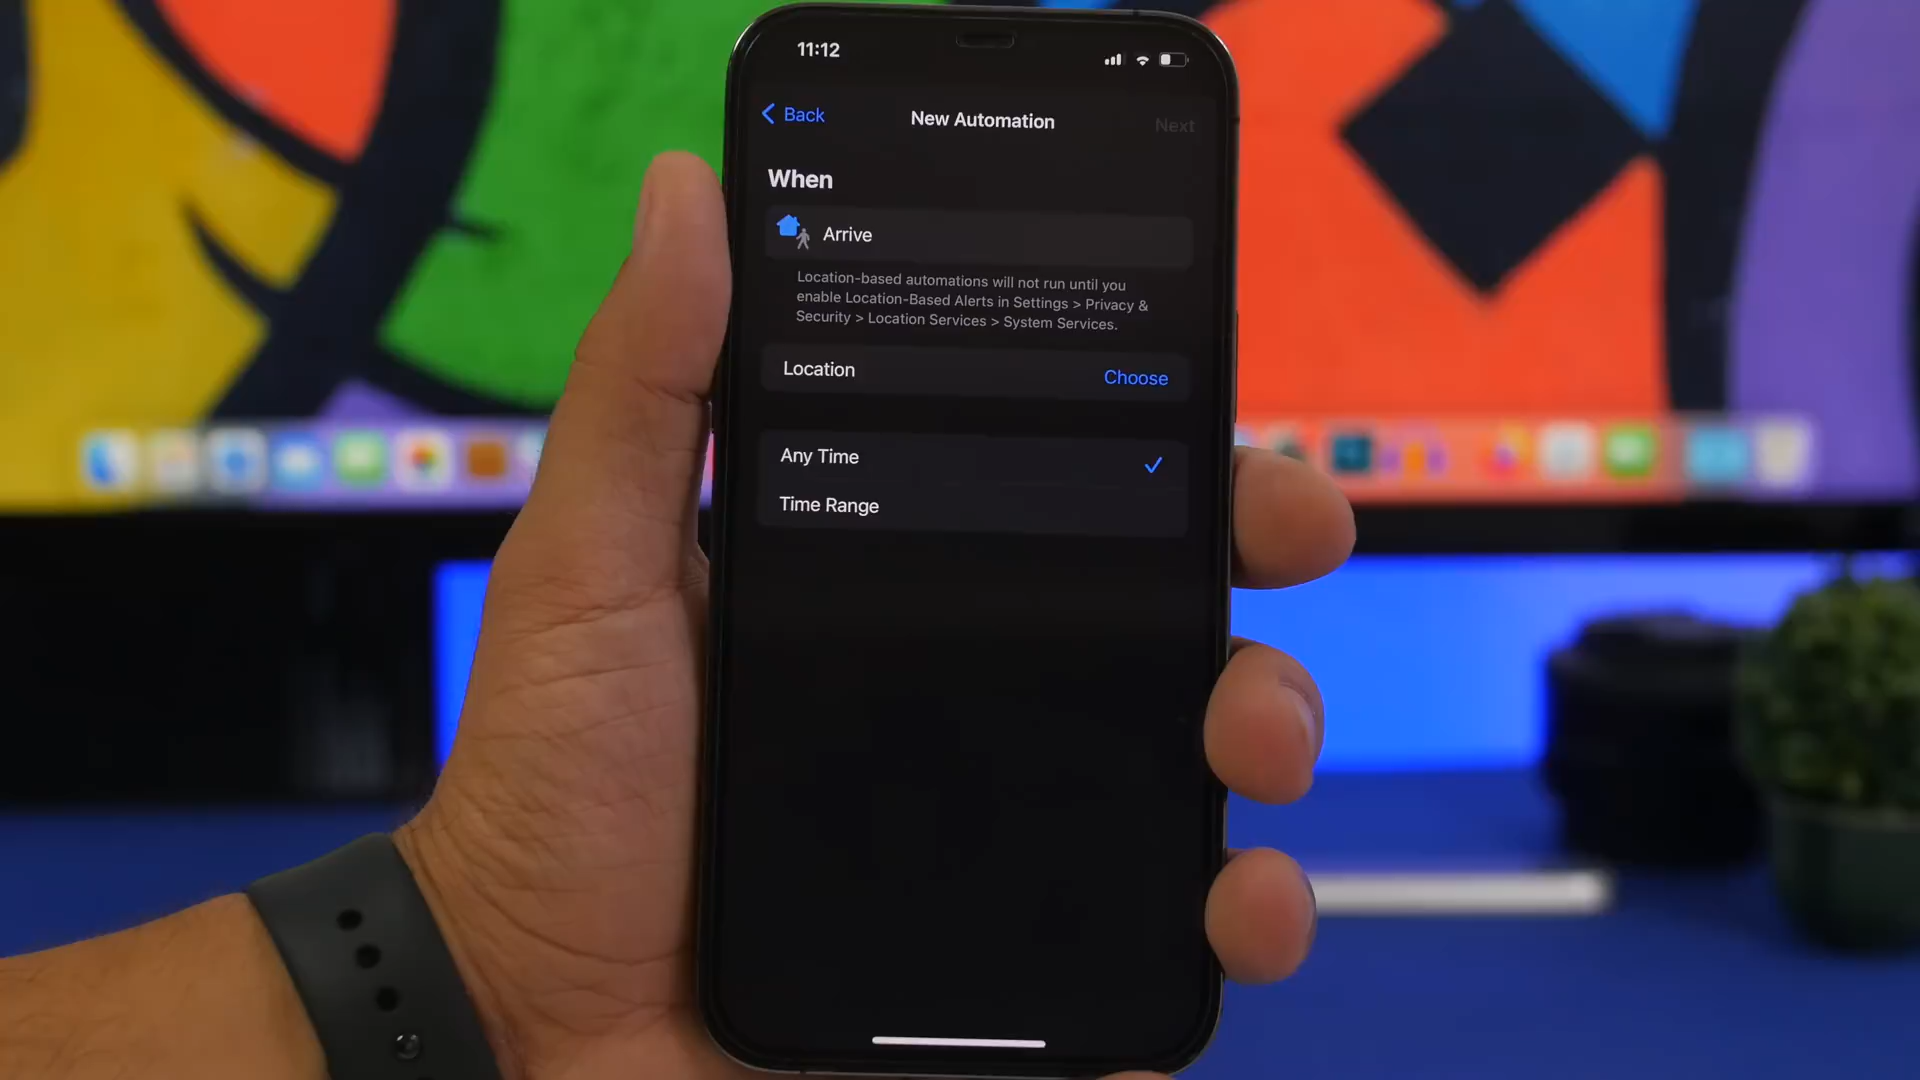 11:12
Back
New Automation
Next
When
Arrive
Location-based automations will not run until you
enable Location-Based Alerts in Settings > Privacy &
Security > Location Services > System Services.
Location
Choose
Any Time
Time Range